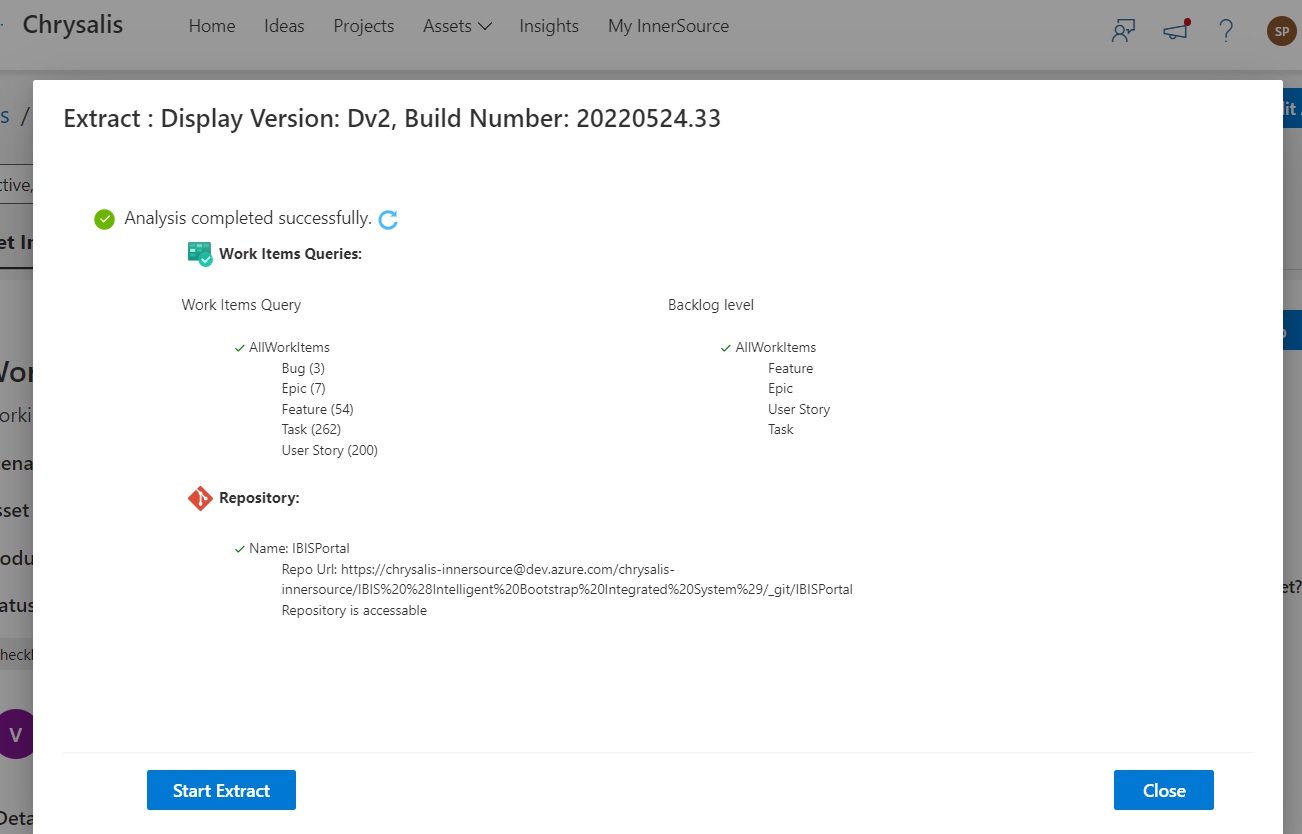 Chrysalis
Home Ideas Projects Assets Insights My InnerSource
SP
s /
it
Extract : Display Version: Dv2, Build Number: 20220524.33
ctive,
Analysis completed successfully.
et In
Work Items Queries:
Work Items Query Backlog level
AllWorkItems AllWorkItems
Bug (3) Feature
Epic (7) Epic
Feature (54) User Story
Task (262) Task
User Story (200)
orki
cena
Repository:
sset
Name: IBISPortal
odu
Repo Url: https://chrysalis-innersource@dev.azure.com/chrysalis-
innersource/IBIS%20%28Intelligent%20Bootstrap%20Integrated%20System%29/_git/IBISPortal
et?
atus
Repository is accessable
heckl
V
Start Extract Close
Deta